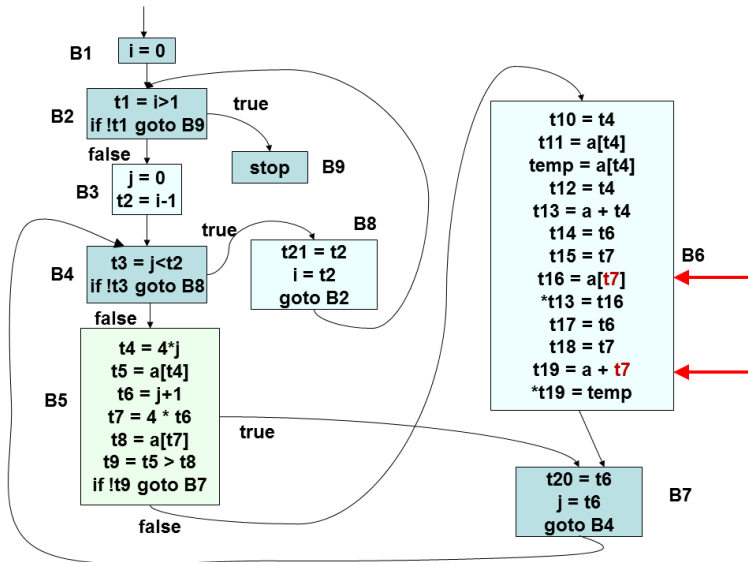 B1
i = 0
B2
t1 = i>1
if !t1 goto B9
true
false
stop
B9
B3
j = 0
t2 = i-1
true
B8
B4
t3 = j<t2
if !t3 goto B8
t21 = t2
i = t2
goto B2
false
B5
t4 = 4*j
t5 = a[t4]
t6 = j+1
t7 = 4 * t6
t8 = a[t7]
t9 = t5 > t8
if !t9 goto B7
true
false
B6
t10 = t4
t11 = a[t4]
temp = a[t4]
t12 = t4
t13 = a + t4
t14 = t6
t15 = t7
t16 = a[t7]
*t13 = t16
t17 = t6
t18 = t7
t19 = a + t7
*t19 = temp
t20 = t6
j = t6
goto B4
B7